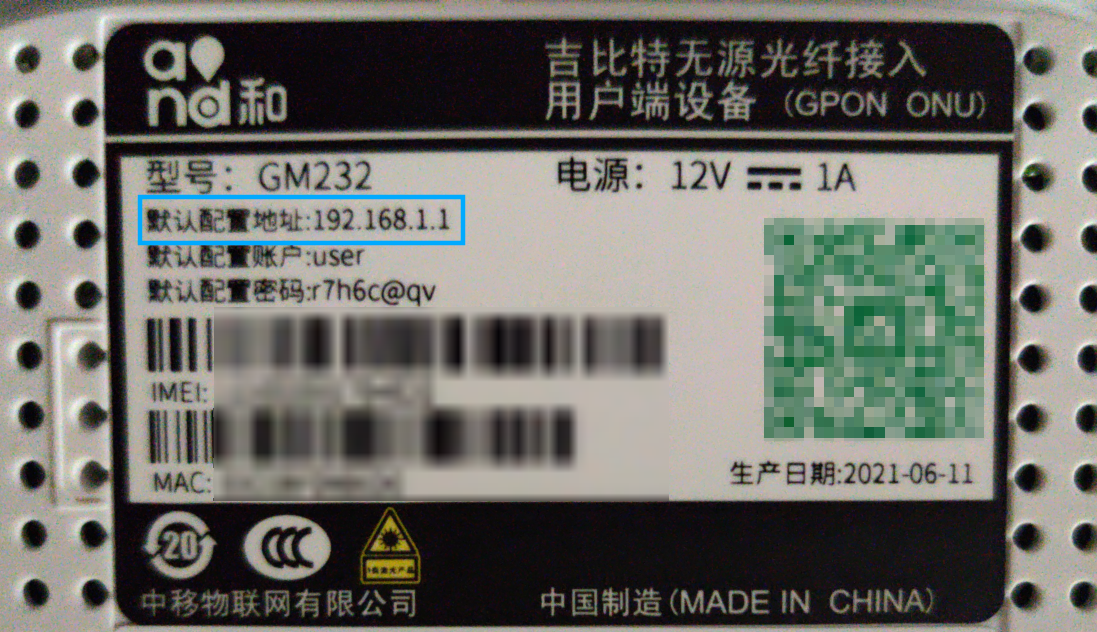 and和
吉比特无源光纤接入
用户端设备 (GPON ONU)
型号: GM232
电源: 12V 1A
默认配置地址:192.168.1.1
默认配置账户:user
默认配置密码:r7h6c@qv
IMEI:
MAC:
生产日期:2021-06-11
20
CCC
中移物联网有限公司
中国制造(MADE IN CHINA)